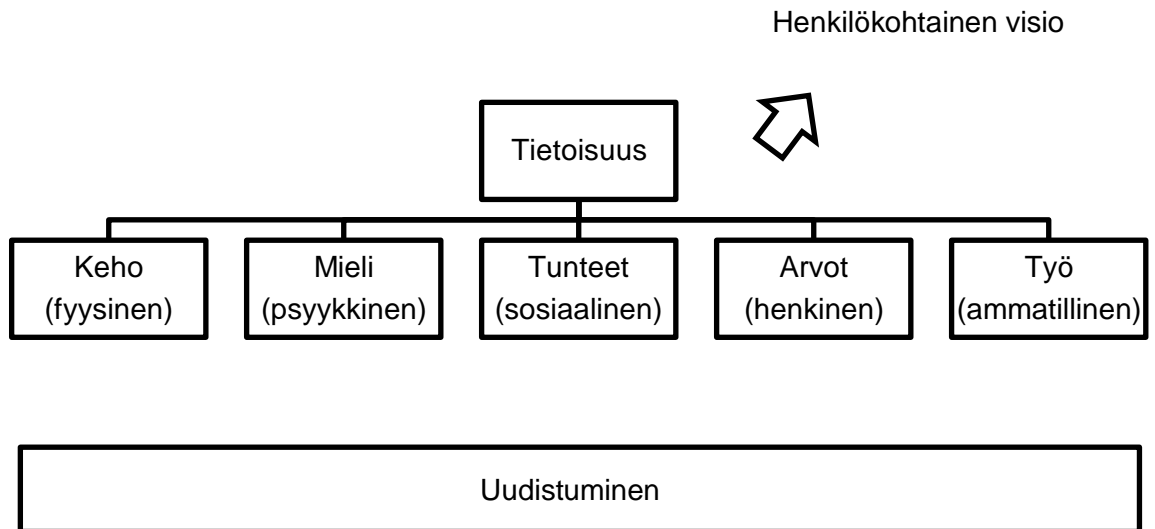 Henkilökohtainen visio
Tietoisuus
Keho
(fyysinen)
Mieli
(psyykkinen)
Tunteet
(sosiaalinen)
Arvot
(henkinen)
Työ
(ammatillinen)
Uudistuminen